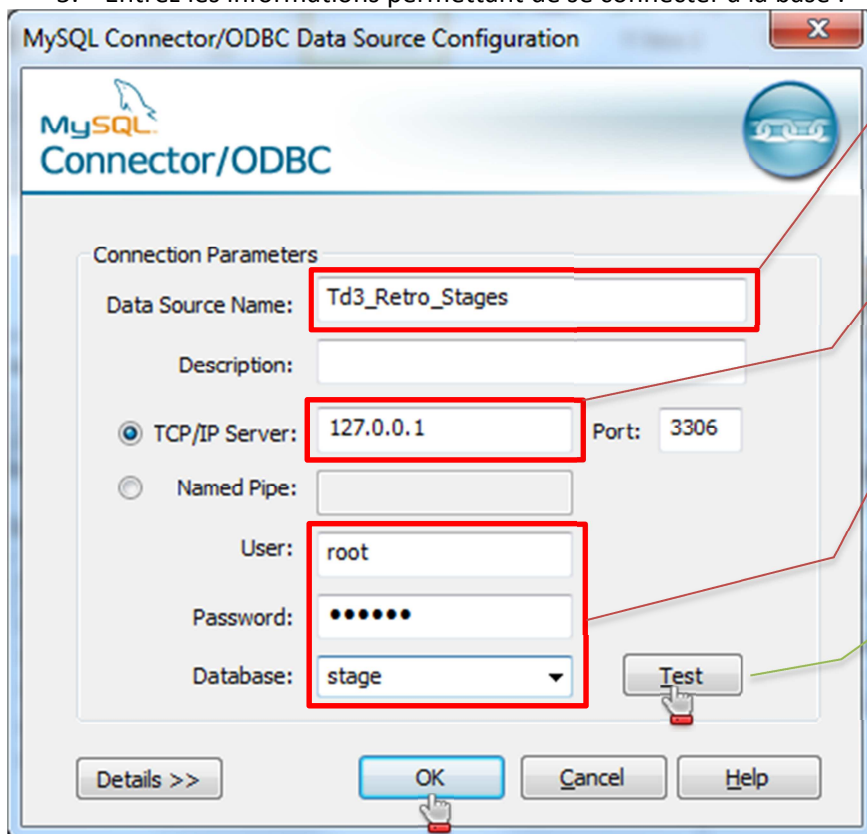 MySQL Connector/ODBC Data Source Configuration
MySQL
Connector/ODBC
Connection Parameters
Data Source Name: Td3_Retro_Stages
Description:
TCP/IP Server: 127.0.0.1 Port: 3306
Named Pipe:
User: root
Password: ••••••
Database: stage Test
Details >> OK Cancel Help